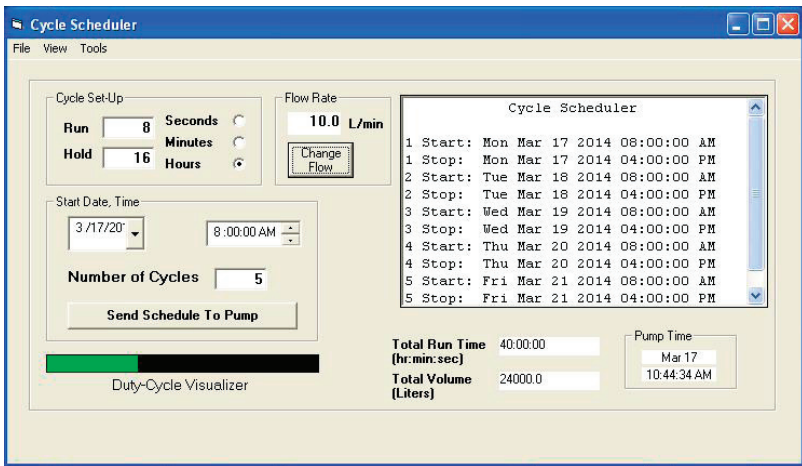 Cycle Scheduler
File View Tools
Cycle Set-Up
Run 8
Hold 16
Seconds
Minutes
Hours
Flow Rate
10.0 L/min
Change
Flow
Start Date, Time
3 /17/20
8 :00:00 AM
Number of Cycles 5
Send Schedule To Pump
Duty-Cycle Visualizer
Cycle Scheduler
1 Start: Mon Mar 17 2014 08:00:00 AM
1 Stop: Mon Mar 17 2014 04:00:00 PM
2 Start: Tue Mar 18 2014 08:00:00 AM
2 Stop: Tue Mar 18 2014 04:00:00 PM
3 Start: Wed Mar 19 2014 08:00:00 AM
3 Stop: Wed Mar 19 2014 04:00:00 PM
4 Start: Thu Mar 20 2014 08:00:00 AM
4 Stop: Thu Mar 20 2014 04:00:00 PM
5 Start: Fri Mar 21 2014 08:00:00 AM
5 Stop: Fri Mar 21 2014 04:00:00 PM
Total Run Time 40:00:00
(hr:min:sec)
Total Volume 24000.0
(Liters)
Pump Time
Mar 17
10:44:34 AM